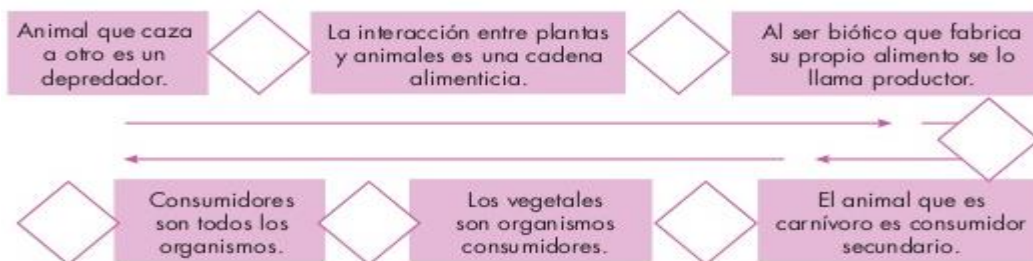 Animal que caza
a otro es un
depredador.
La interacción entre plantas
y animales es una cadena
alimenticia.
Al ser biótico que fabrica
su propio alimento se lo
llama productor.
Consumidores
son todos los
organismos.
Los vegetales
son organismos
consumidores.
El animal que es
carnívoro es consumidor
secundario.